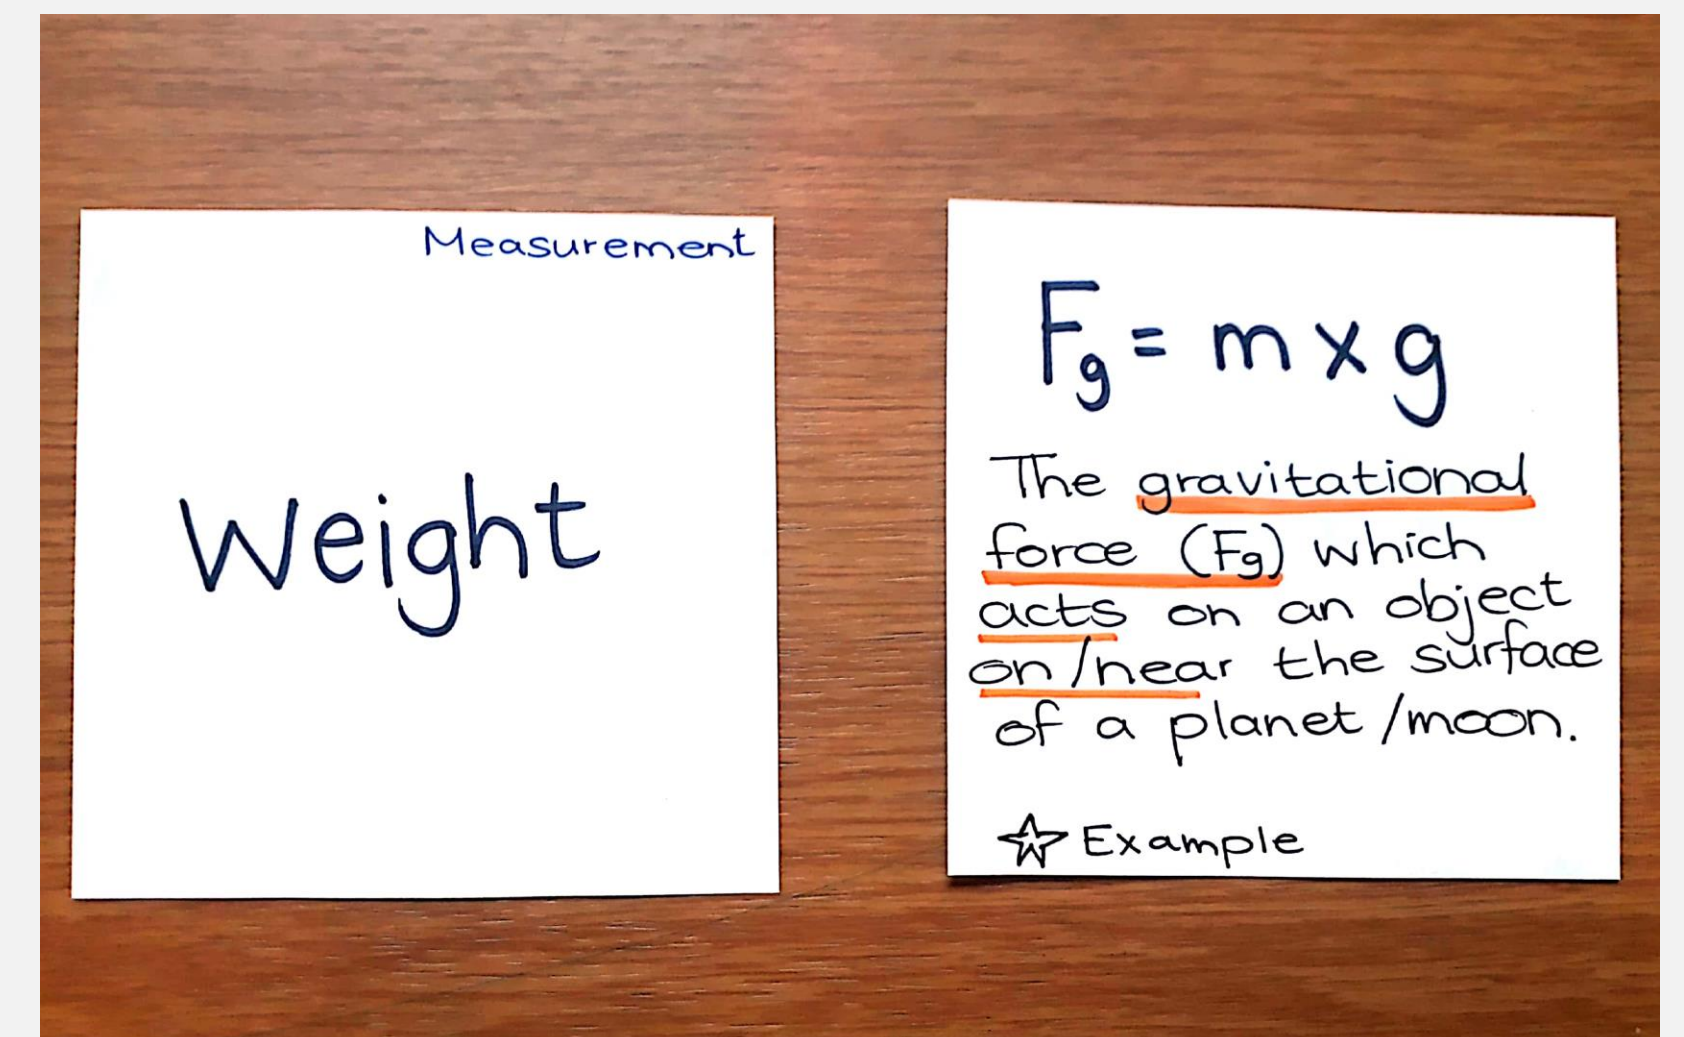 Measurement
Weight
Fg = m x g
The gravitational
force (Fg) which
acts on an object
on/near the surface
of a planet/moon.
☆ Example